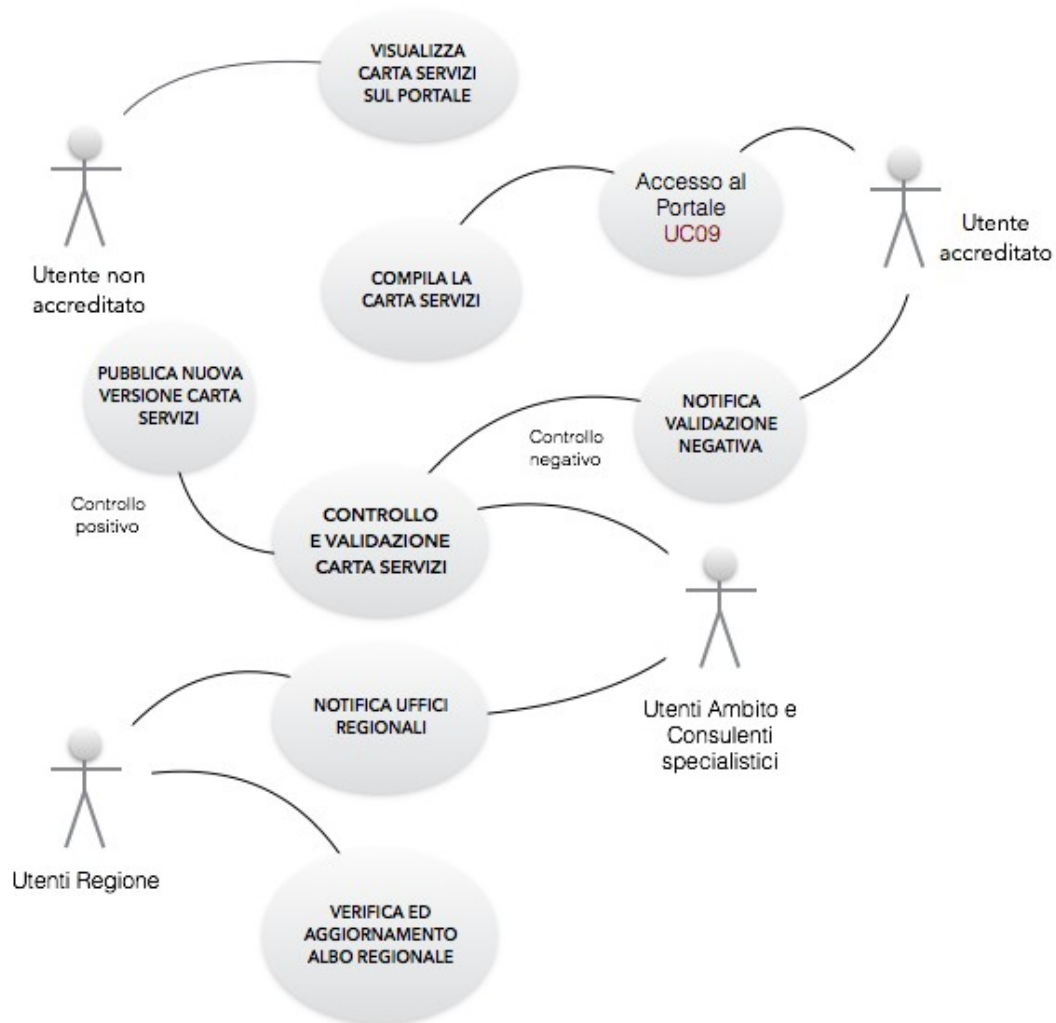 VISUALIZZA
CARTA SERVIZI
SUL PORTALE
Accesso al
Portale
UC09
Utente
accreditato
Utente non
accreditato
COMPILA LA
CARTA SERVIZI
PUBBLICA NUOVA
VERSIONE CARTA
SERVIZI
NOTIFICA
VALIDAZIONE
NEGATIVA
Controllo
negativo
Controllo
positivo
CONTROLLO
E VALIDAZIONE
CARTA SERVIZI
NOTIFICA UFFICI
REGIONALI
Utenti Ambito e
Consulenti
specialistici
Utenti Regione
VERIFICA ED
AGGIORNAMENTO
ALBO REGIONALE